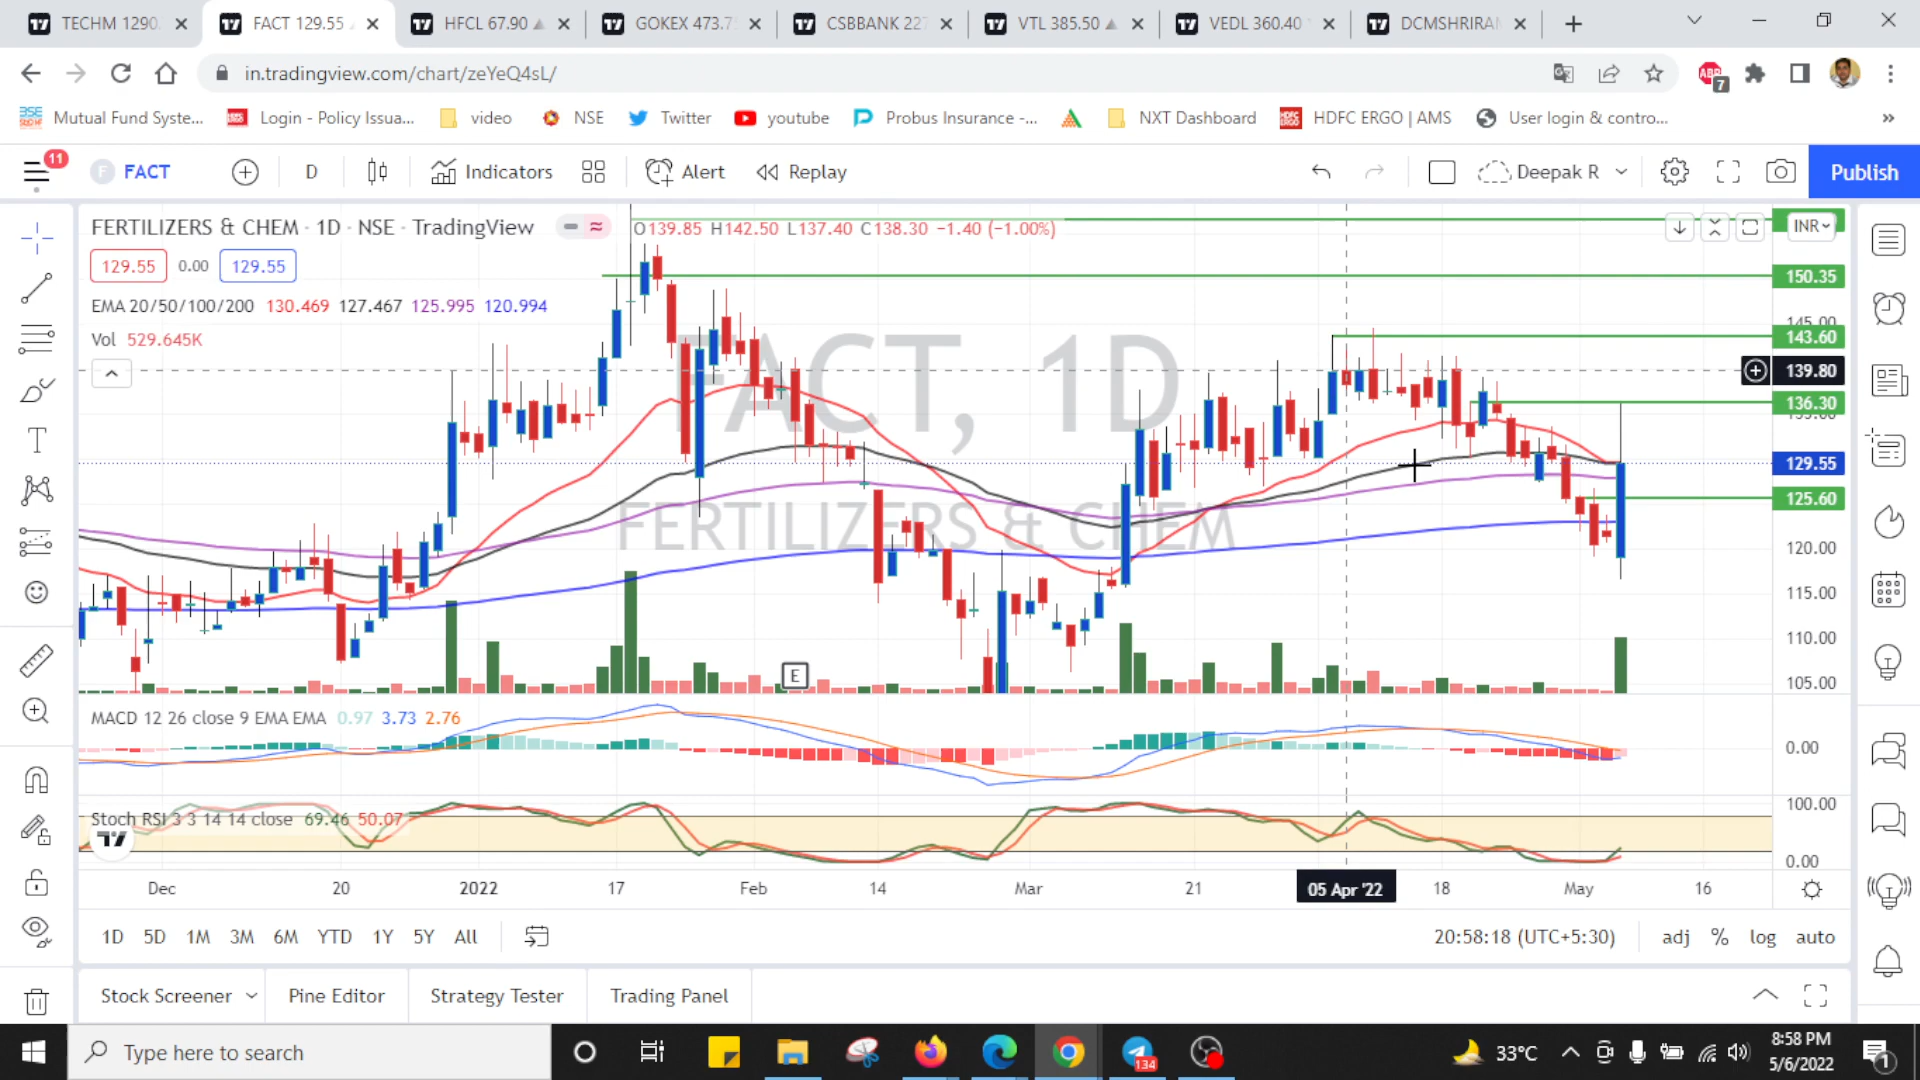 TECHM 1290.
FACT 129.55
HFCL 67.90
GOKEX 473.7
CSBBANK 227
VTL 385.50
VEDL 360.40
DCMSHRIRAM
in.tradingview.com/chart/zeYeQ4sL/
ABP
7
Mutual Fund Syste...
Login - Policy Issua...
video
NSE
Twitter
youtube
Probus Insurance -...
NXT Dashboard
HDFC ERGO | AMS
User login & contro...
»
11
F FACT
D
Indicators
Alert
Replay
Deepak R
Publish
FERTILIZERS & CHEM · 1D · NSE · TradingView
O139.85 H142.50 L137.40 C138.30 −1.40 (−1.00%)
INR
129.55 0.00 129.55
150.35
EMA 20/50/100/200 130.469 127.467 125.995 120.994
145.00
Vol 529.645K
143.60
FACT, 1D
139.80
136.30
135.00
129.55
125.60
FERTILIZERS & CHEM
120.00
115.00
110.00
E
105.00
MACD 12 26 close 9 EMA EMA 0.97 3.73 2.76
0.00
100.00
Stoch RSI 3 3 14 14 close 69.46 50.07
0.00
Dec 20 2022 17 Feb 14 Mar 21 05 Apr '22 18 May 16
1D 5D 1M 3M 6M YTD 1Y 5Y All
20:58:18 (UTC+5:30)
adj % log auto
Stock Screener
Pine Editor
Strategy Tester
Trading Panel
Type here to search
134
33°C
8:58 PM
5/6/2022
1